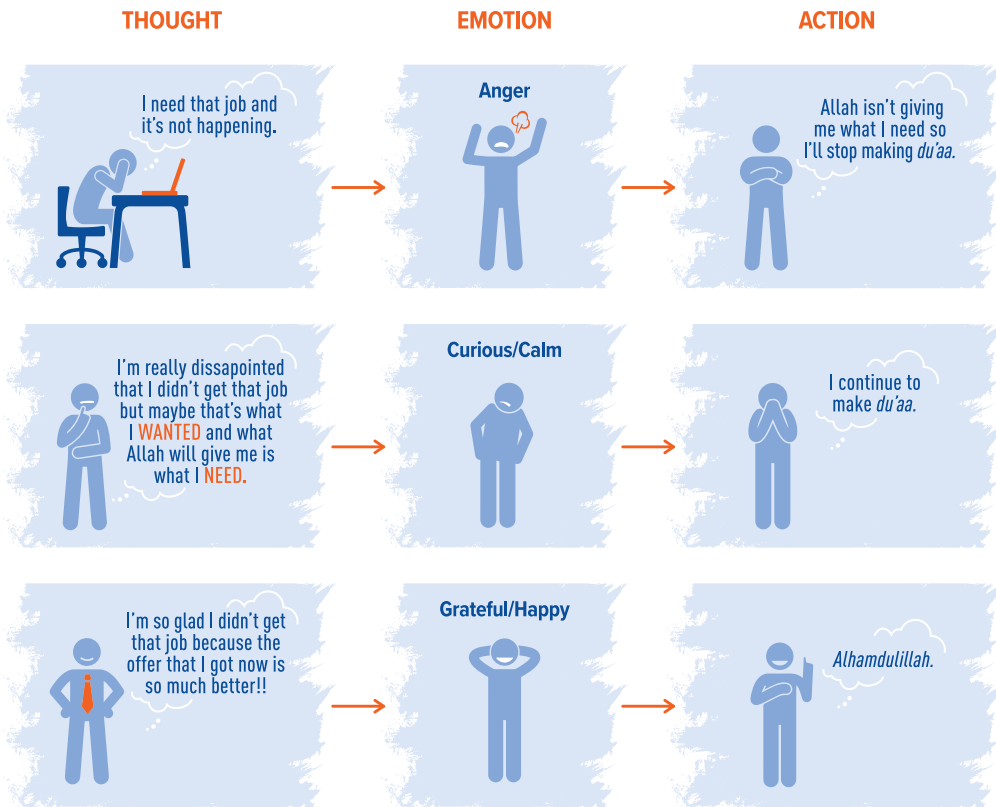 THOUGHT
EMOTION
ACTION
I need that job and
it's not happening.
Anger
Allah isn't giving
me what I need so
I'll stop making du'aa.
I'm really dissapointed
that I didn't get that job
but maybe that's what
I WANTED and what
Allah will give me is
what I NEED.
Curious/Calm
I continue to
make du'aa.
I'm so glad I didn't get
that job because the
offer that I got now is
so much better!!
Grateful/Happy
Alhamdulillah.